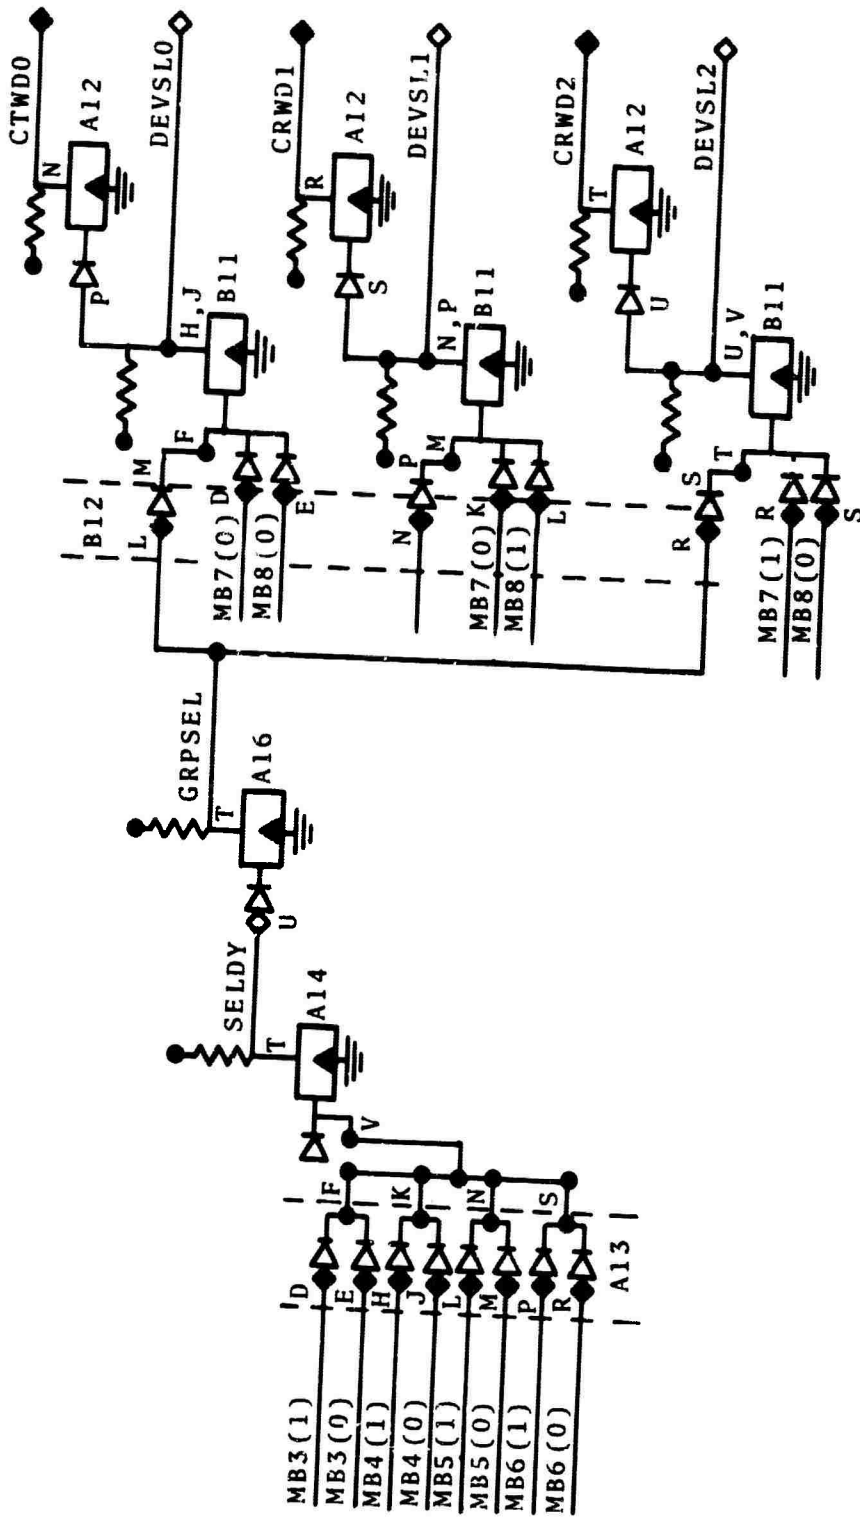 MB3(1)
MB3(0)
MB4(1)
MB4(0)
MB5(1)
MB5(0)
MB6(1)
MB6(0)
D
E
H
J
L
M
P
R
A13
F
K
N
S
V
A14
T
SELDY
U
A16
T
GRPSEL
B12
L
M
F
MB7(0)
D
MB8(0)
E
H,J
B11
P
N
A12
CTWD0
DEVSL0
N
P
M
MB7(0)
K
MB8(1)
L
N,P
B11
S
R
A12
CRWD1
DEVSL1
R
S
T
MB7(1)
R
MB8(0)
S
U,V
B11
U
T
A12
CRWD2
DEVSL2